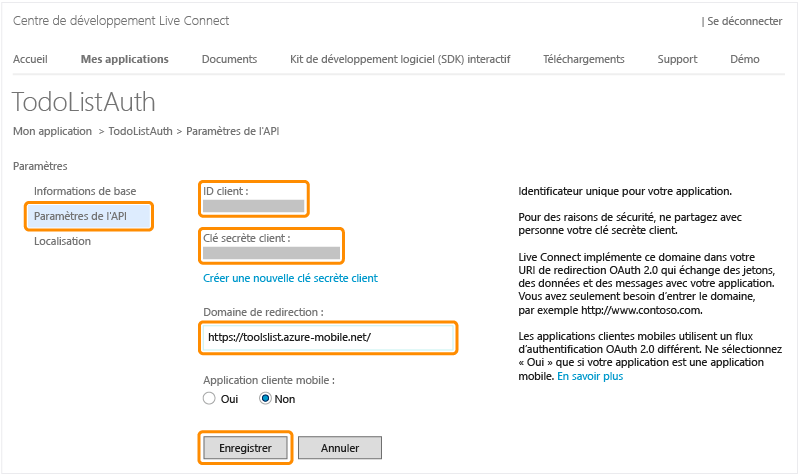 Centre de développement Live Connect
| Se déconnecter
Accueil Mes applications Documents Kit de développement logiciel (SDK) interactif Téléchargements Support Démo
TodoListAuth
Mon application > TodoListAuth > Paramètres de l'API
Paramètres
Informations de base
Paramètres de l'API
Localisation
ID client :
Clé secrète client :
Créer une nouvelle clé secrète client
Domaine de redirection :
https://toolslist.azure-mobile.net/
Application cliente mobile :
Oui Non
Enregistrer Annuler
Identificateur unique pour votre application.
Pour des raisons de sécurité, ne partagez avec
personne votre clé secrète client.
Live Connect implémente ce domaine dans votre
URI de redirection OAuth 2.0 qui échange des jetons,
des données et des messages avec votre application.
Vous avez seulement besoin d'entrer le domaine,
par exemple http://www.contoso.com.
Les applications clientes mobiles utilisent un flux
d'authentification OAuth 2.0 différent. Ne sélectionnez
« Oui » que si votre application est une application
mobile. En savoir plus